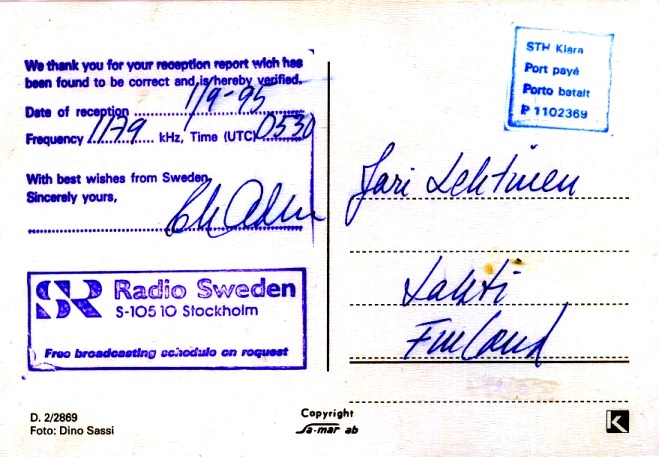 We thank you for your reception report wich has
been found to be correct and is hereby verified.
Date of reception 1/9-95
Frequency 1179 kHz, Time (UTC) 0530
With best wishes from Sweden,
Sincerely yours,
SR Radio Sweden
S-105 10 Stockholm
Free broadcasting schedule on request
D. 2/2869
Foto: Dino Sassi
Copyright
Sa-mar ab
STH Klara
Port payé
Porto betalt
P 1102369
Jari Lehtinen
Lahti
Finland
K